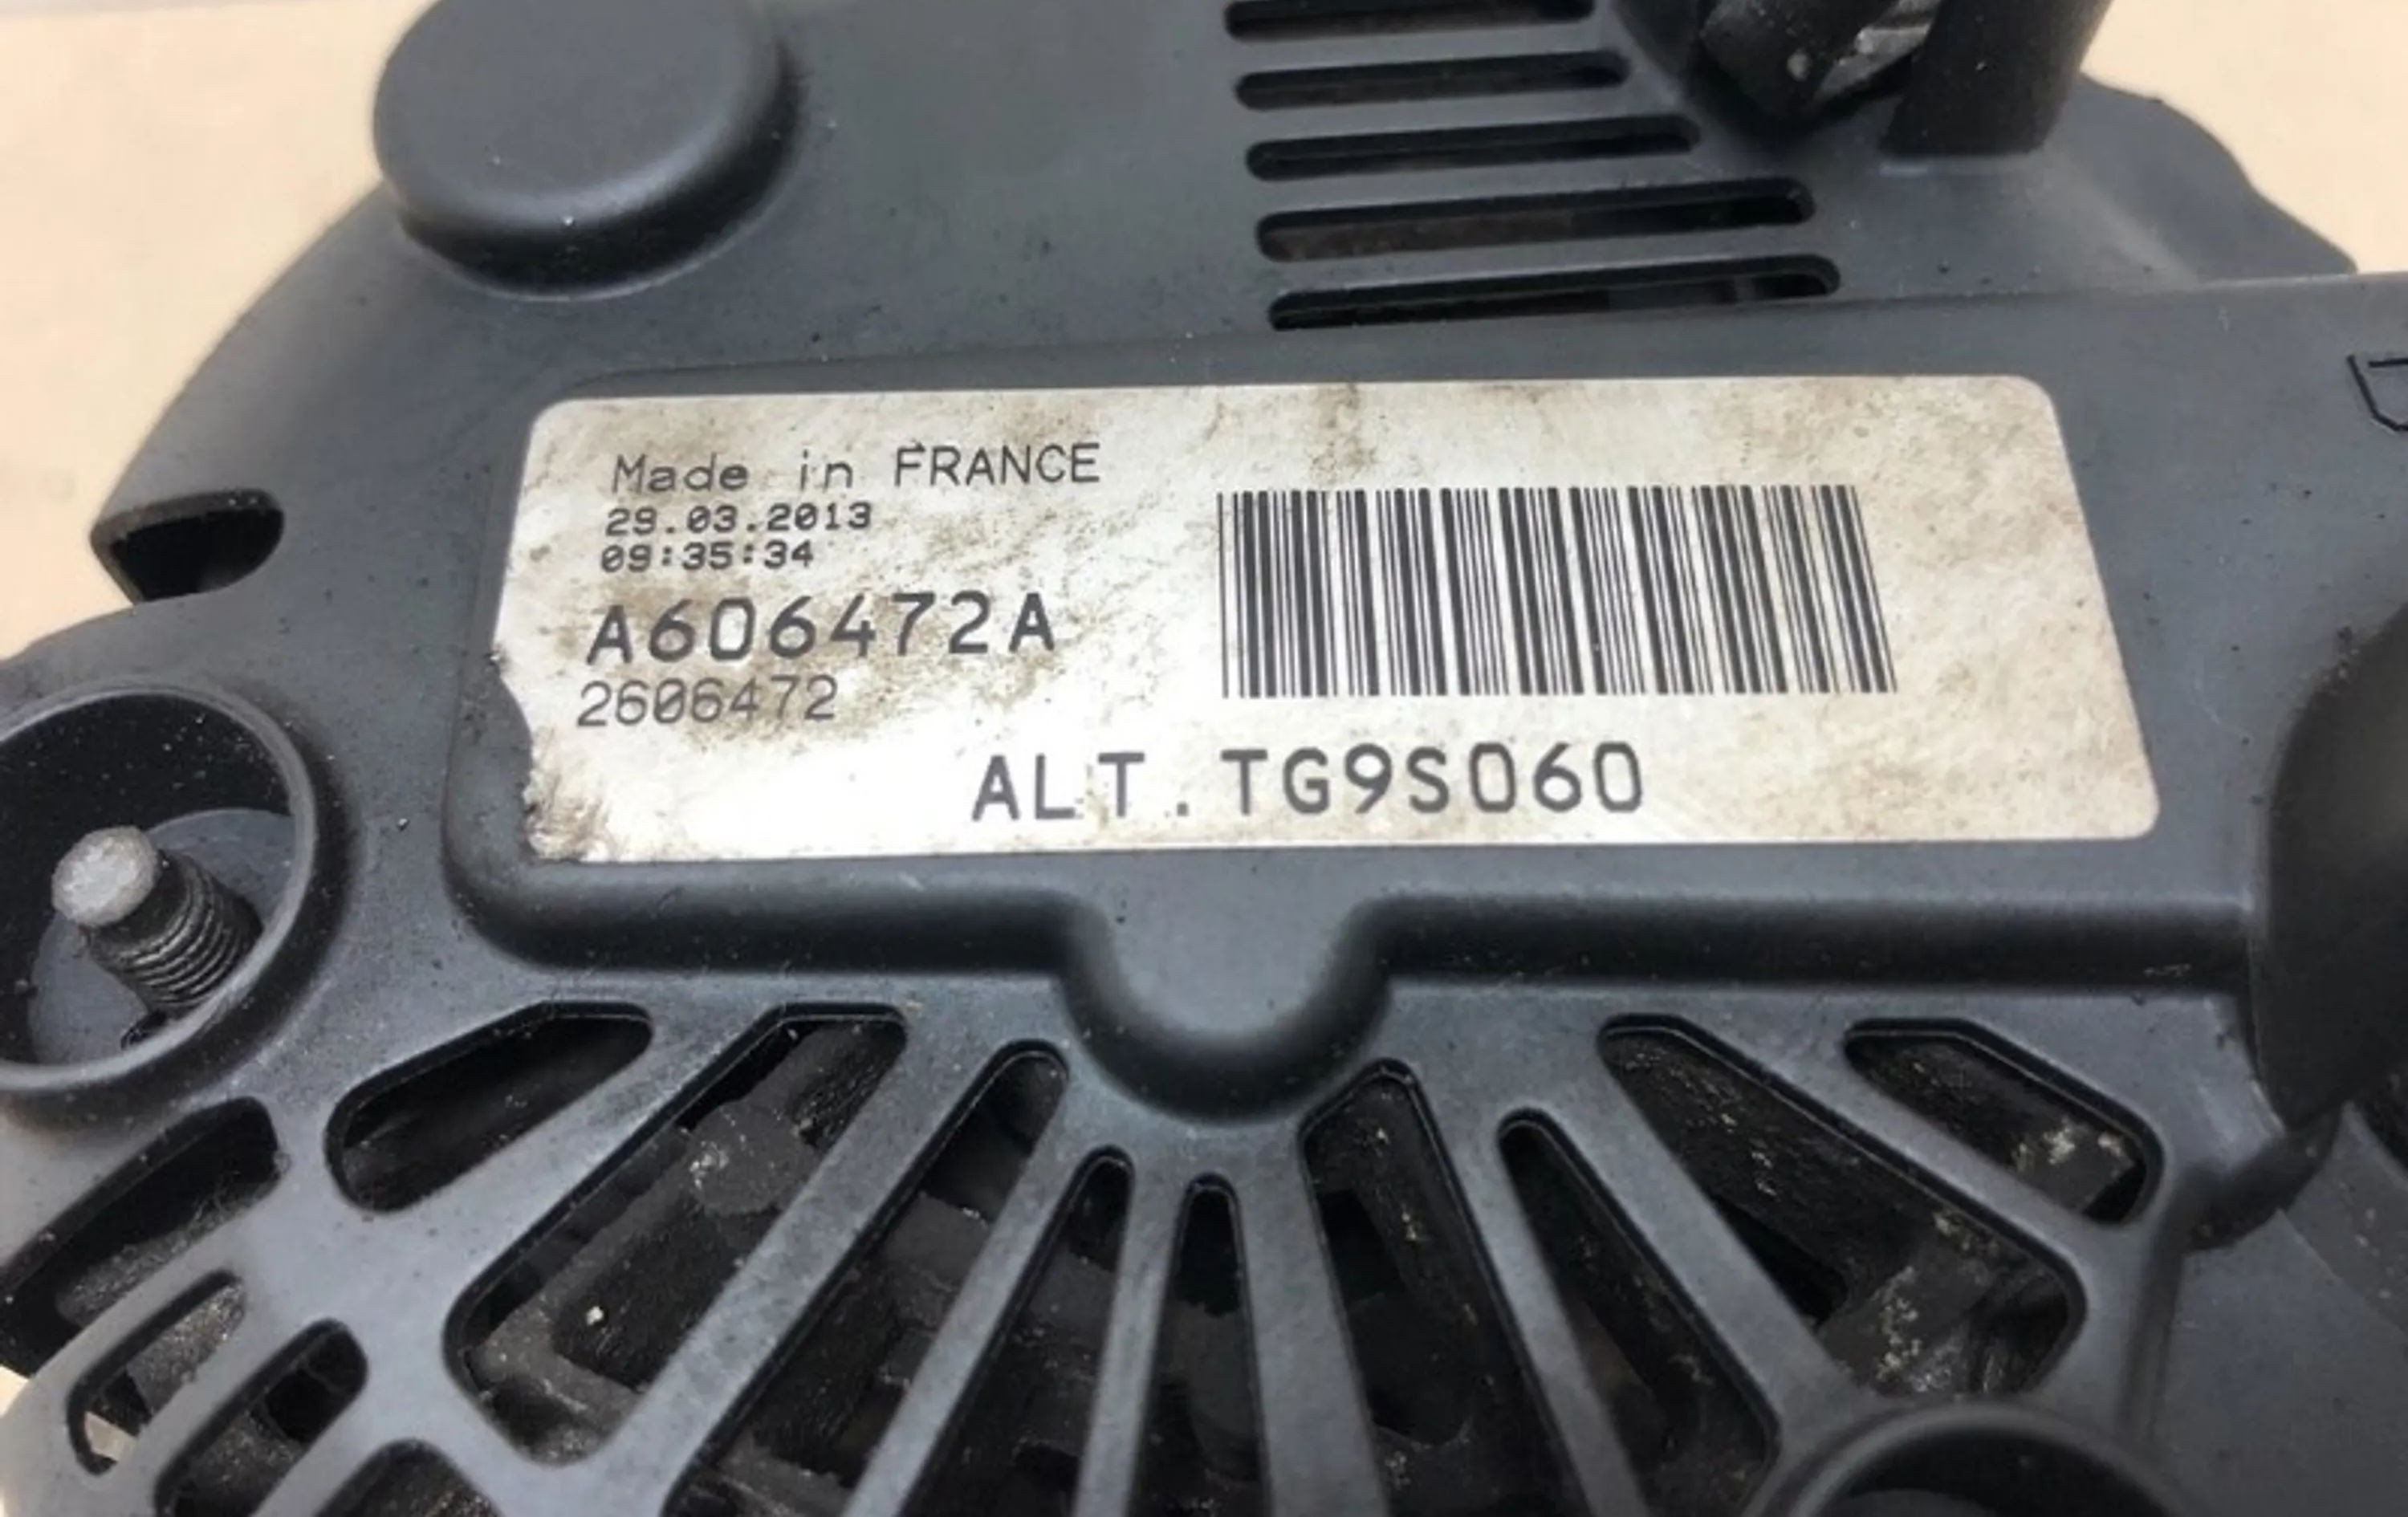 Made in FRANCE
29.03.2013
09:35:34
A606472A
2606472
ALT. TG9S060